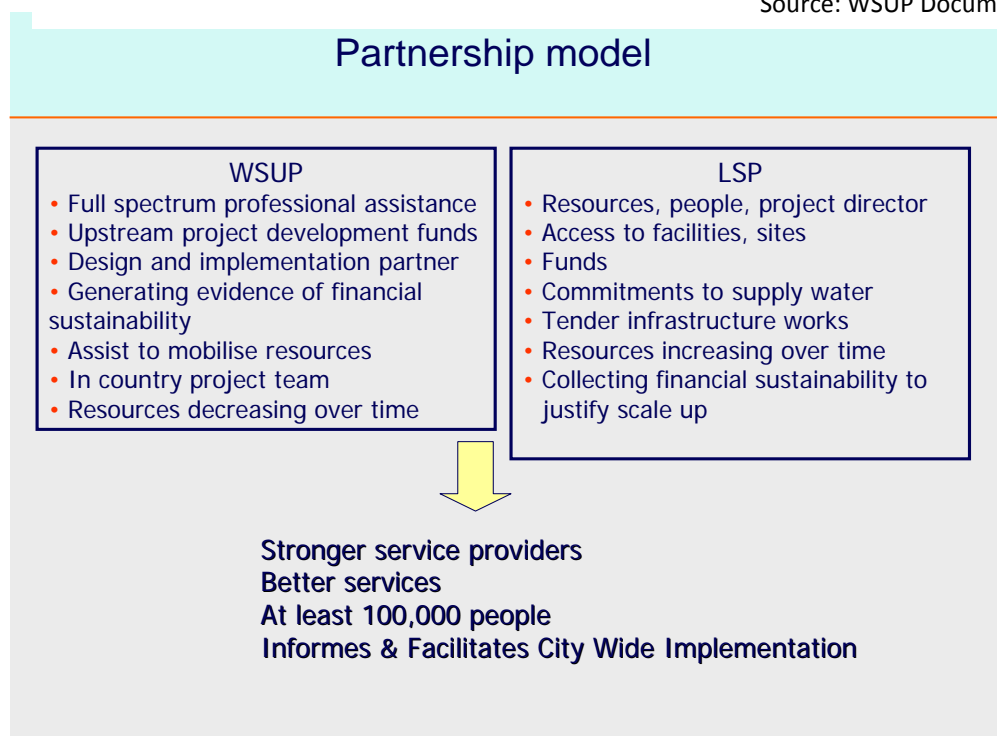 Source: WSUP Docum
Partnership model
WSUP
• Full spectrum professional assistance
• Upstream project development funds
• Design and implementation partner
• Generating evidence of financial
sustainability
• Assist to mobilise resources
• In country project team
• Resources decreasing over time
LSP
• Resources, people, project director
• Access to facilities, sites
• Funds
• Commitments to supply water
• Tender infrastructure works
• Resources increasing over time
• Collecting financial sustainability to
justify scale up
Stronger service providers
Better services
At least 100,000 people
Informes & Facilitates City Wide Implementation